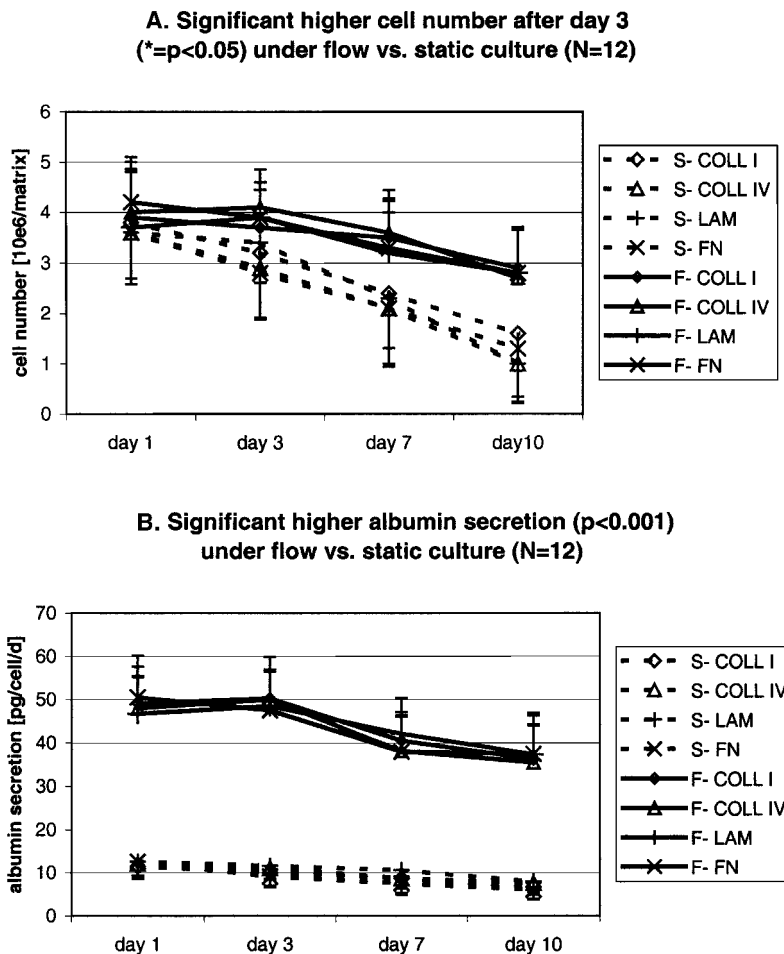 A. Significant higher cell number after day 3
(*=p<0.05) under flow vs. static culture (N=12)
cell number [10e6/matrix]
6
5
4
3
2
1
0
day 1
day 3
day 7
day10
S- COLL I
S- COLL IV
S- LAM
S- FN
F- COLL I
F- COLL IV
F- LAM
F- FN
B. Significant higher albumin secretion (p<0.001)
under flow vs. static culture (N=12)
albumin secretion [pg/cell/d]
70
60
50
40
30
20
10
0
day 1
day 3
day 7
day 10
S- COLL I
S- COLL IV
S- LAM
S- FN
F- COLL I
F- COLL IV
F- LAM
F- FN